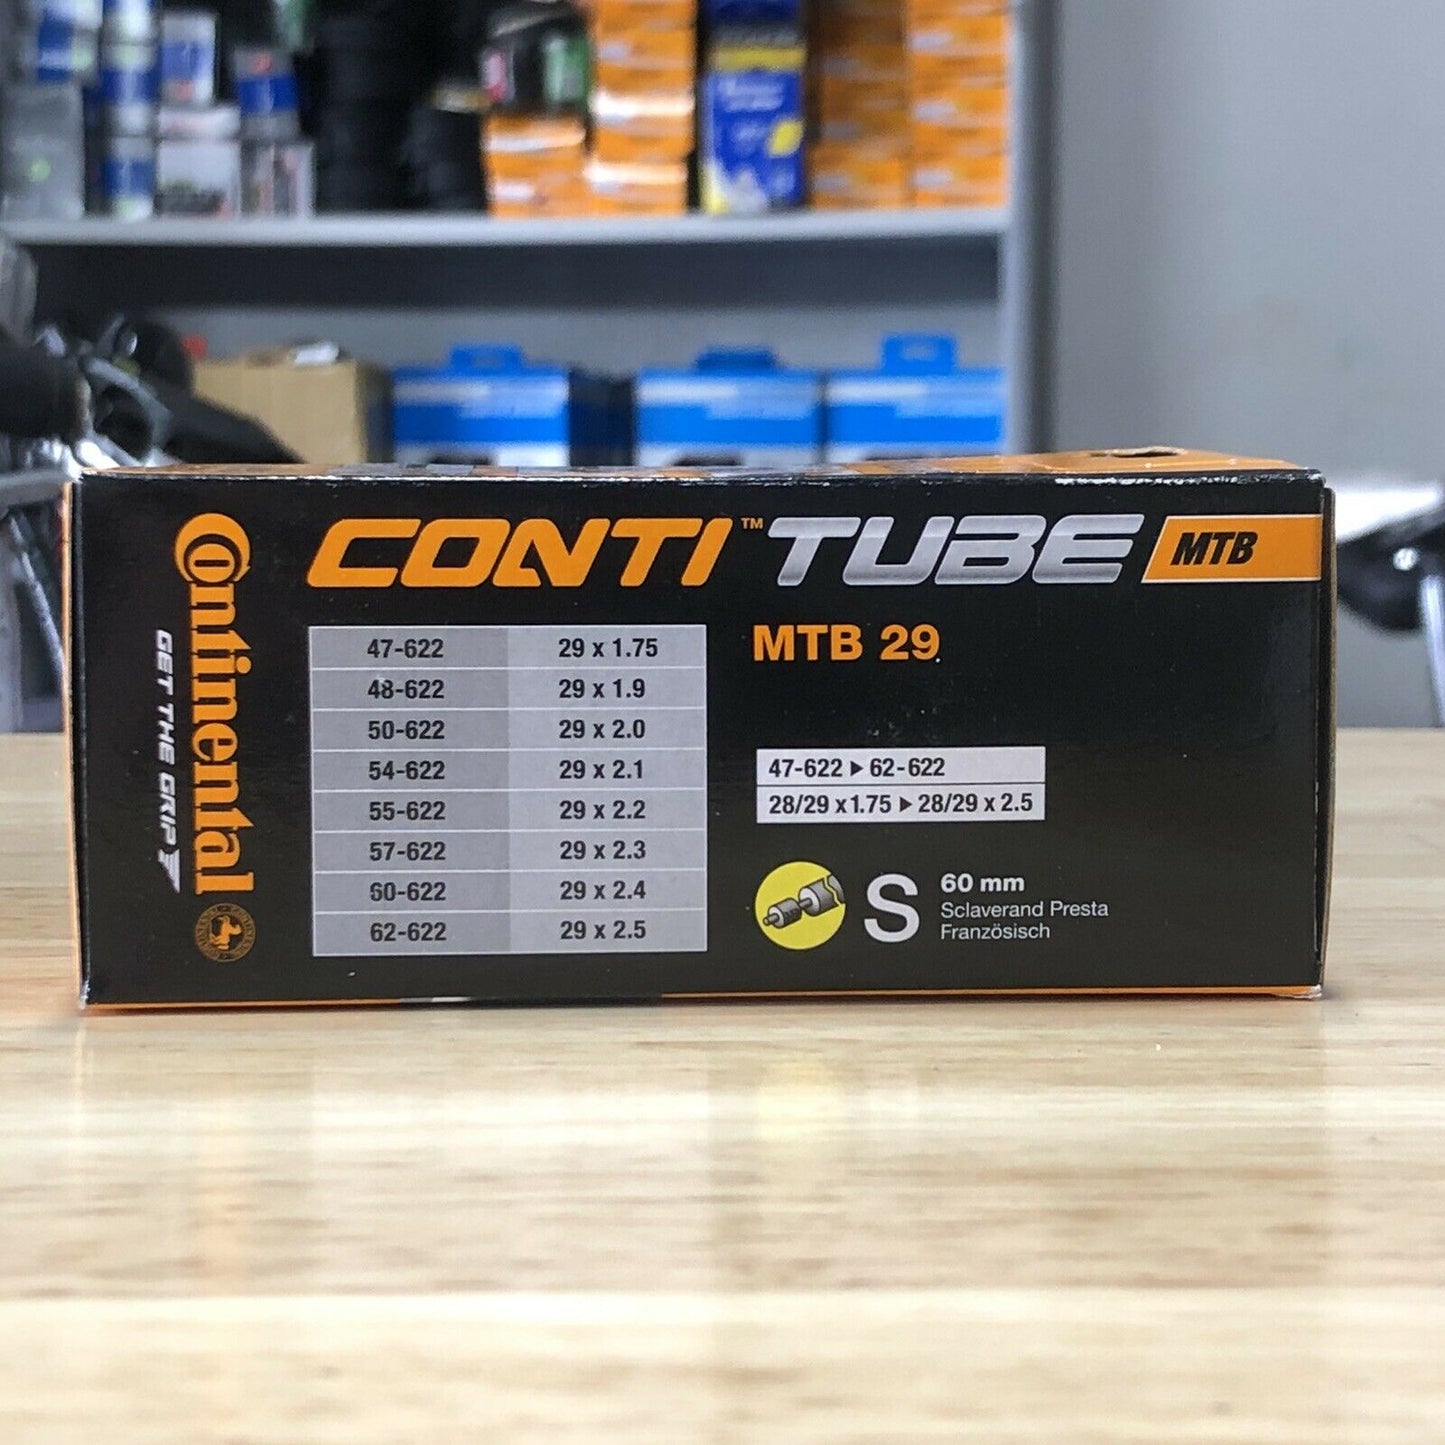 CONTI™ TUBE MTB
Continental
GET THE GRIP
47-622 29 x 1.75
48-622 29 x 1.9
50-622 29 x 2.0
54-622 29 x 2.1
55-622 29 x 2.2
57-622 29 x 2.3
60-622 29 x 2.4
62-622 29 x 2.5
MTB 29
47-622 ▶ 62-622
28/29 x 1.75 ▶ 28/29 x 2.5
S
60 mm
Sclaverand Presta
Französisch